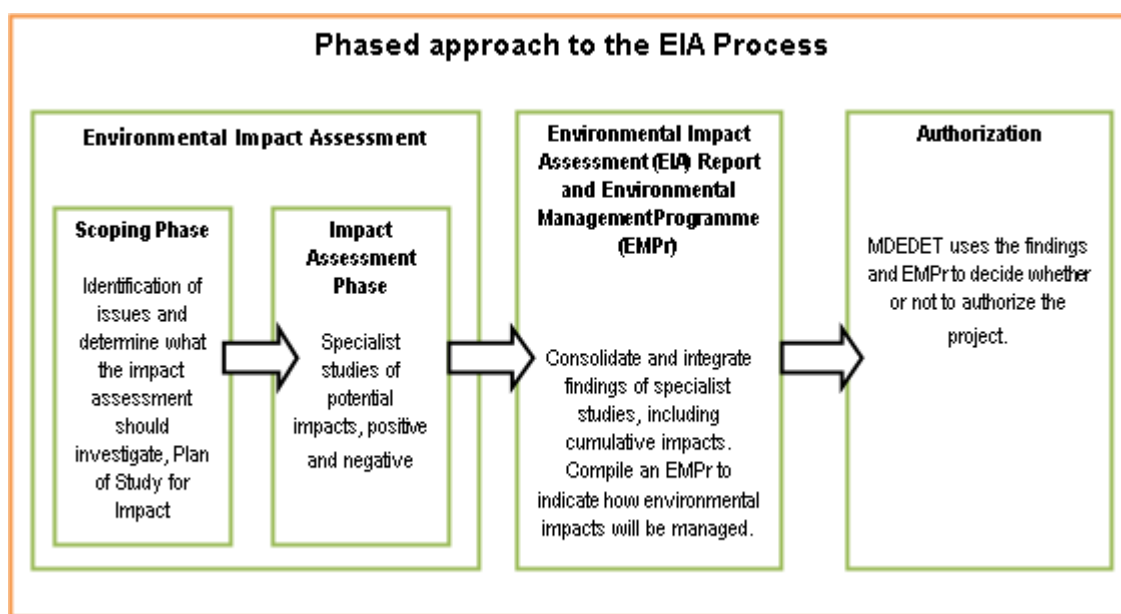 Phased approach to the EIA Process
Environmental Impact Assessment
Scoping Phase
Identification of
issues and
determine what
the impact
assessment
should
investigate, Plan
of Study for
Impact
Impact
Assessment
Phase
Specialist
studies of
potential
impacts, positive
and negative
Environmental Impact
Assessment (EIA) Report
and Environmental
ManagementProgramme
(EMPr)
Consolidate and integrate
findings of specialist
studies, including
cumulative impacts.
Compile an EMPr to
indicate how environmental
impacts will be managed.
Authorization
MDEDET uses the findings
and EMPr to decide whether
or not to authorize the
project.